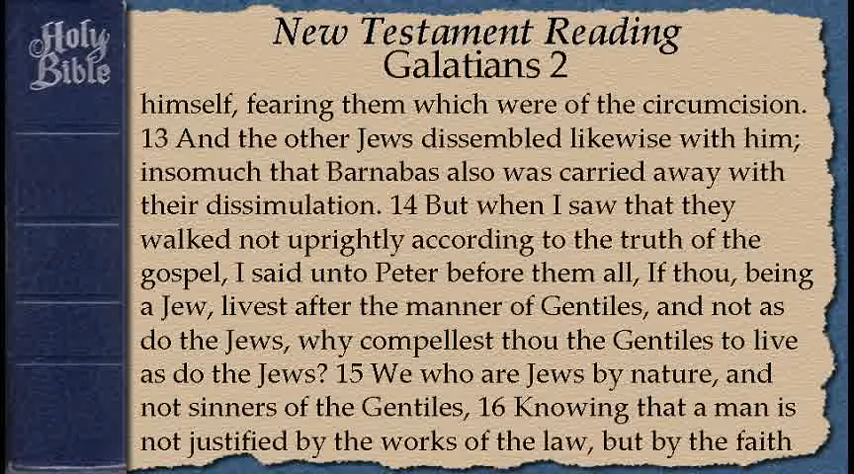 Holy
Bible
New Testament Reading
Galatians 2
himself, fearing them which were of the circumcision.
13 And the other Jews dissembled likewise with him;
insomuch that Barnabas also was carried away with
their dissimulation. 14 But when I saw that they
walked not uprightly according to the truth of the
gospel, I said unto Peter before them all, If thou, being
a Jew, livest after the manner of Gentiles, and not as
do the Jews, why compellest thou the Gentiles to live
as do the Jews? 15 We who are Jews by nature, and
not sinners of the Gentiles, 16 Knowing that a man is
not justified by the works of the law, but by the faith